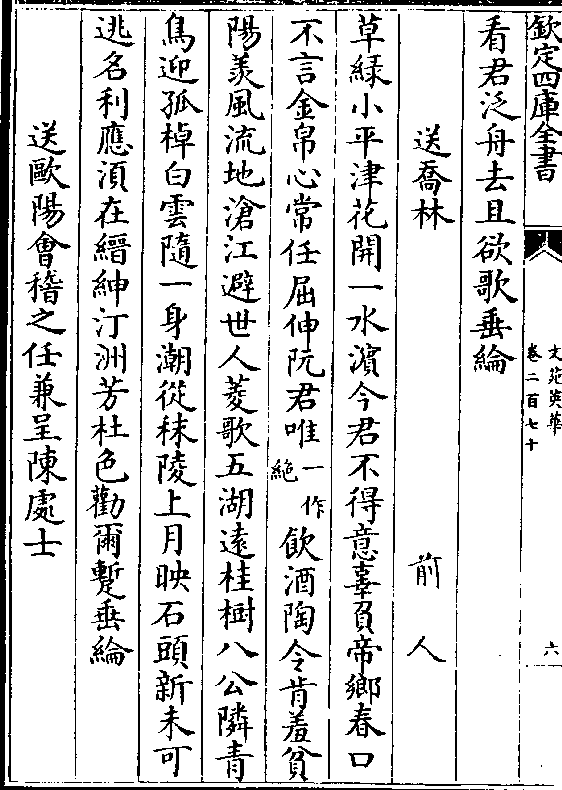 欽定四庫全書
文苑英華
卷二百七十
六
看君泛舟去且欲歌垂綸
送喬林 前人
草緑小平津花開一水濵今君不得意辜負帝鄉春口
不言金帛心常任屈伸阮君唯一作絶飲酒陶令肯羞貧
陽羡風流地滄江避世人菱歌五湖遠桂樹八公隣青
鳥迎孤棹白雲隨一身潮從秣陵上月映石頭新未可
逃名利應湏在縉紳汀洲芳杜色勸爾蹔垂綸
送歐陽會稽之任兼呈陳處士